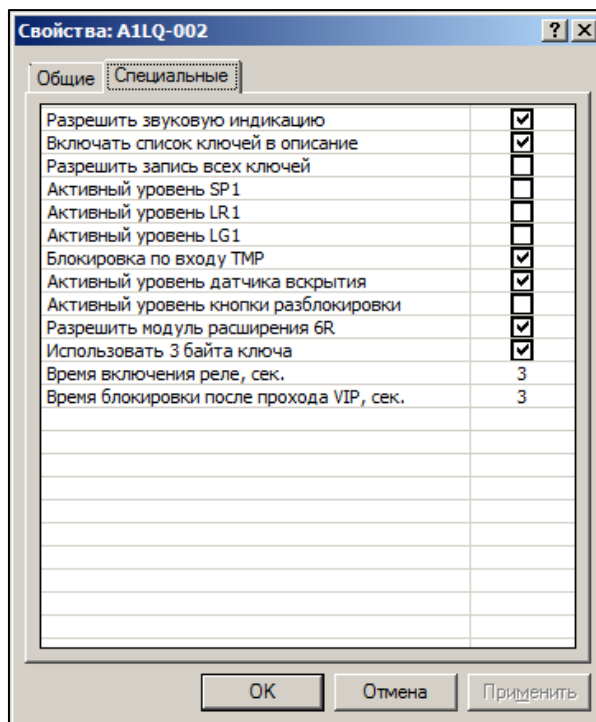 Свойства: A1LQ-002
Общие Специальные
Разрешить звуковую индикацию
Включать список ключей в описание
Разрешить запись всех ключей
Активный уровень SP1
Активный уровень LR1
Активный уровень LG1
Блокировка по входу TMP
Активный уровень датчика вскрытия
Активный уровень кнопки разблокировки
Разрешить модуль расширения 6R
Использовать 3 байта ключа
Время включения реле, сек. 3
Время блокировки после прохода VIP, сек. 3
OK Отмена Применить